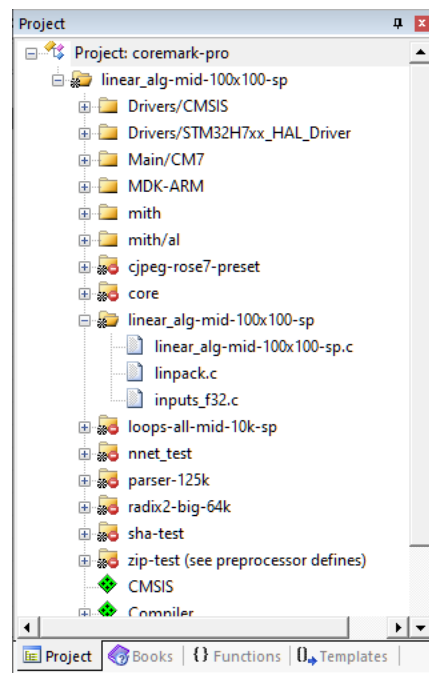 Project
Project: coremark-pro
linear_alg-mid-100x100-sp
Drivers/CMSIS
Drivers/STM32H7xx_HAL_Driver
Main/CM7
MDK-ARM
mith
mith/al
cjpeg-rose7-preset
core
linear_alg-mid-100x100-sp
linear_alg-mid-100x100-sp.c
linpack.c
inputs_f32.c
loops-all-mid-10k-sp
nnet_test
parser-125k
radix2-big-64k
sha-test
zip-test (see preprocessor defines)
CMSIS
Compiler
Project Books {} Functions 0 Templates